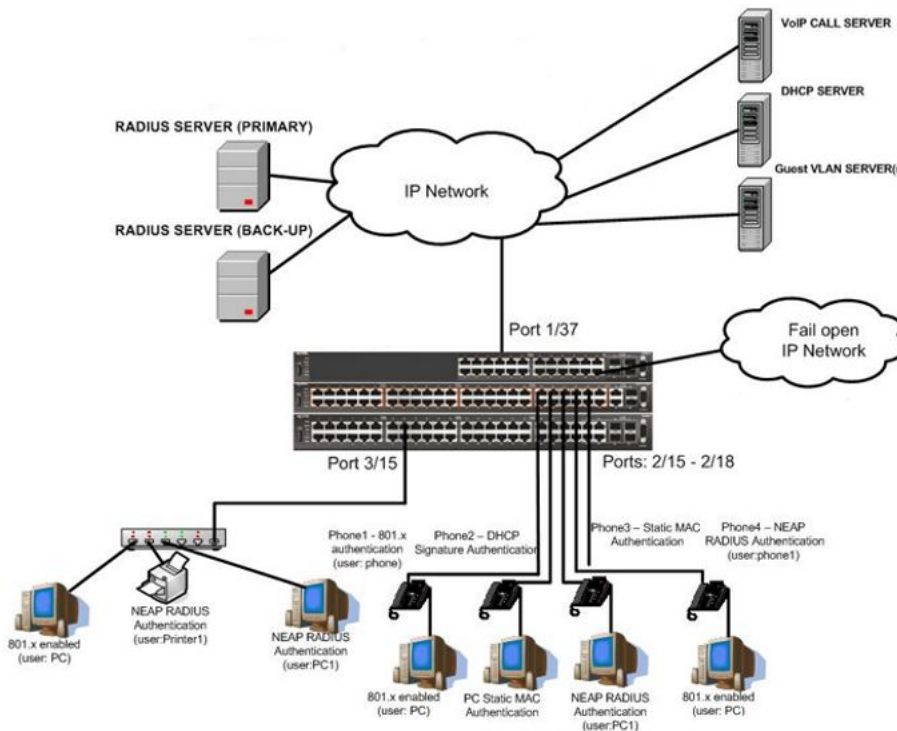 VoIP CALL SERVER
DHCP SERVER
RADIUS SERVER (PRIMARY)
IP Network
Guest VLAN SERVER(
RADIUS SERVER (BACK-UP)
Port 1/37
Fail open
IP Network
Port 3/15
Ports: 2/15 - 2/18
Phone1 - 801.x
authentication
(user: phone)
Phone2 – DHCP
Signature Authentication
Phone3 – Static MAC
Authentication
Phone4 – NEAP
RADIUS Authentication
(user:phone1)
801.x enabled
(user: PC)
NEAP RADIUS
Authentication
(user:Printer1)
NEAP RADIUS
Authentication
(user:PC1)
801.x enabled
(user: PC)
PC Static MAC
Authentication
NEAP RADIUS
Authentication
(user:PC1)
801.x enabled
(user: PC)